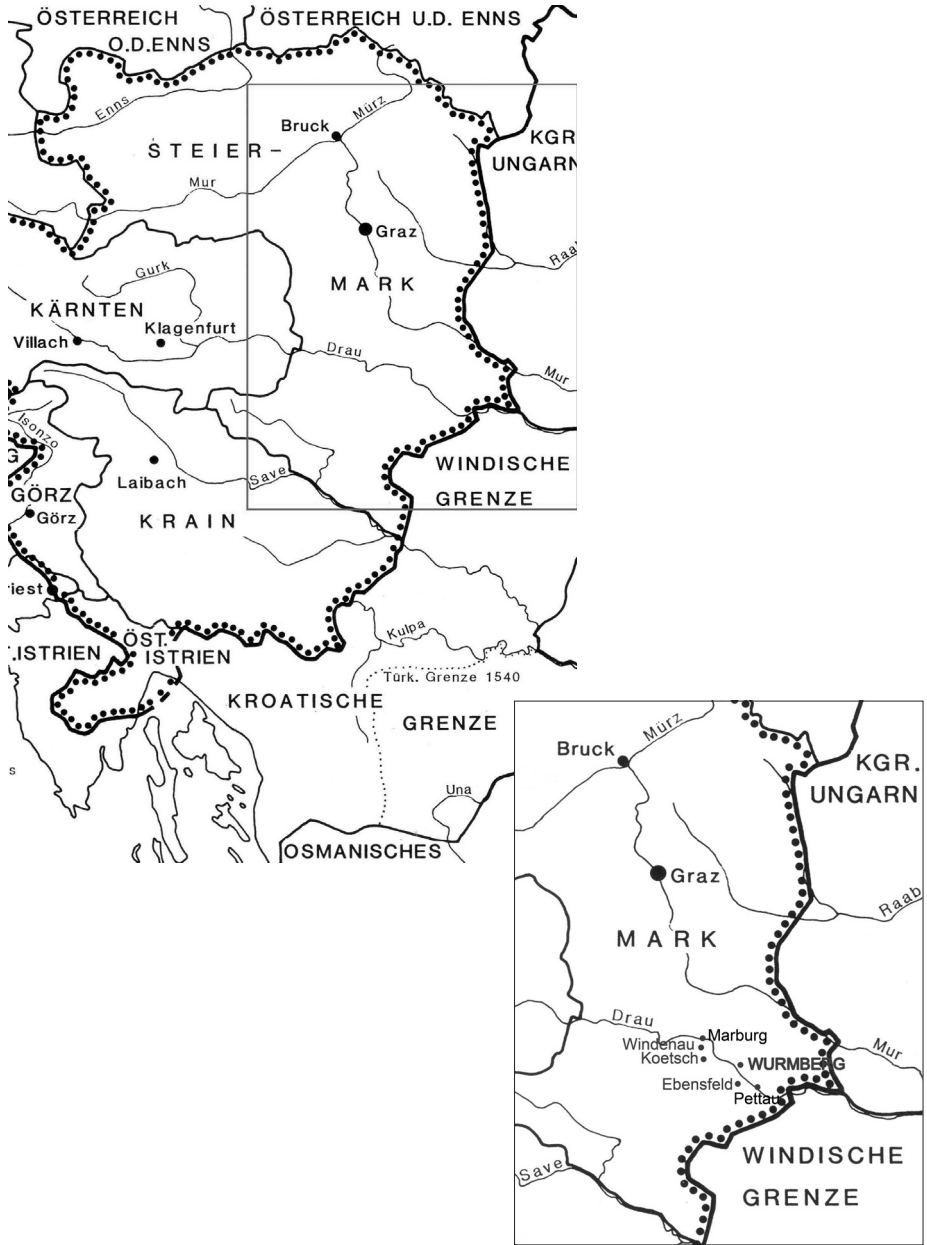 ÖSTERREICH
O.D.ENNS
ÖSTERREICH U.D. ENNS
Enns
Mürz
Bruck
KGR.
UNGARN
STEIER-
Mur
Graz
Raab
Gurk
MARK
KÄRNTEN
Klagenfurt
Villach
Drau
Mur
Isonzo
G
WINDISCHE
GRENZE
Laibach
Save
GÖRZ
Görz
KRAIN
riest
ÖST.
ISTRIEN
.ISTRIEN
Kulpa
Türk. Grenze 1540
KROATISCHE
GRENZE
s
Una
OSMANISCHES
Mürz
Bruck
KGR.
UNGARN
Graz
Raab
MARK
Drau
Marburg
Windenau
Koetsch
WURMBERG
Mur
Ebensfeld
Pettau
WINDISCHE
GRENZE
Save